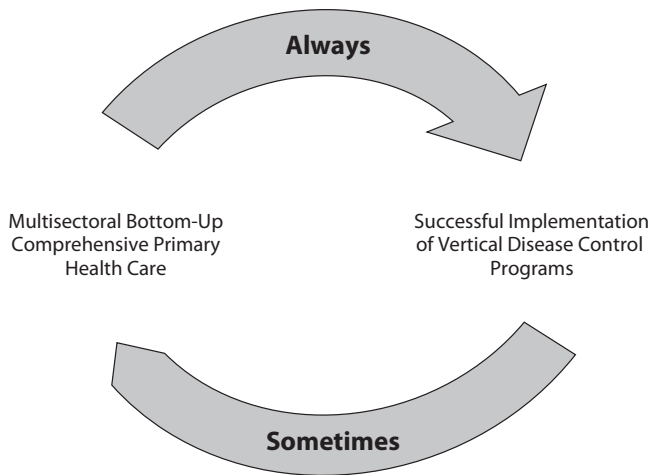 Always
Multisectoral Bottom-Up
Comprehensive Primary
Health Care
Successful Implementation
of Vertical Disease Control
Programs
Sometimes